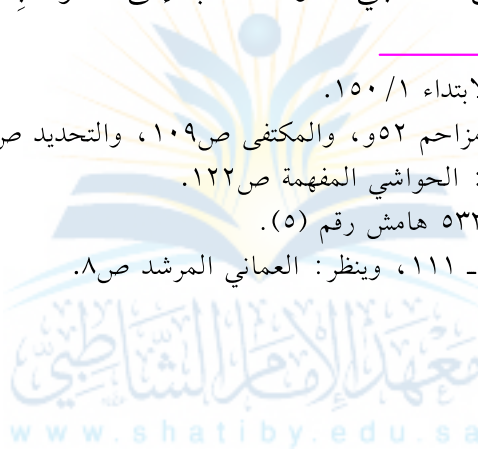 ابتداء ١/ ١٥٠.
مزاحم ٥٢و، والمكتفى ص١٠٩، والتحديد ص
: الحواشي المفهمة ص١٢٢.
٥٣٢ هامش رقم (٥).
ـ ١١١، وينظر: العماني المرشد ص٨.
معهد الإمام الشاطبي
www.shatiby.edu.sa